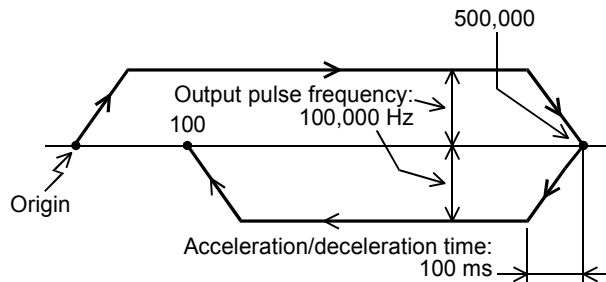 500,000
Output pulse frequency:
100,000 Hz
100
Origin
Acceleration/deceleration time:
100 ms